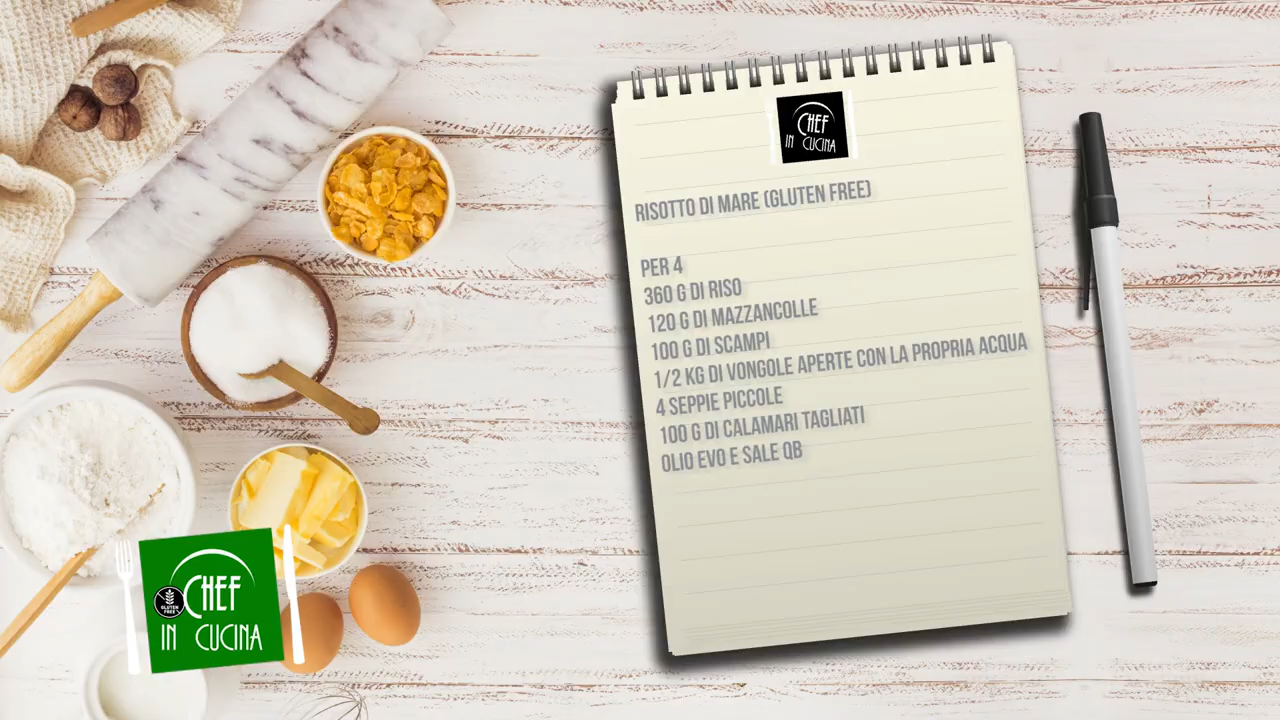 CHEF
IN CUCINA
RISOTTO DI MARE (GLUTEN FREE)
PER 4
360 G DI RISO
120 G DI MAZZANCOLLE
100 G DI SCAMPI
1/2 KG DI VONGOLE APERTE CON LA PROPRIA ACQUA
4 SEPPIE PICCOLE
100 G DI CALAMARI TAGLIATI
OLIO EVO E SALE QB
GLUTEN
FREE
CHEF
IN CUCINA